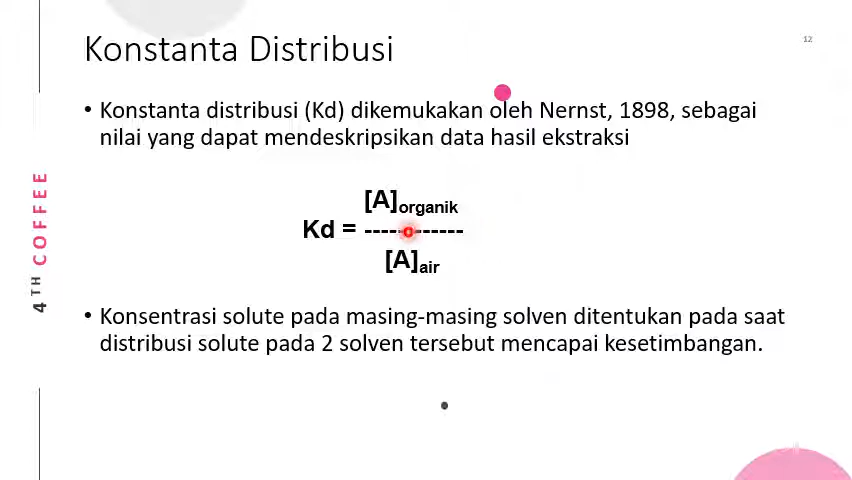 Konstanta Distribusi
12
• Konstanta distribusi (Kd) dikemukakan oleh Nernst, 1898, sebagai
nilai yang dapat mendeskripsikan data hasil ekstraksi
[A]organik
Kd = ------------
[A]air
• Konsentrasi solute pada masing-masing solven ditentukan pada saat
distribusi solute pada 2 solven tersebut mencapai kesetimbangan.
4TH COFFEE